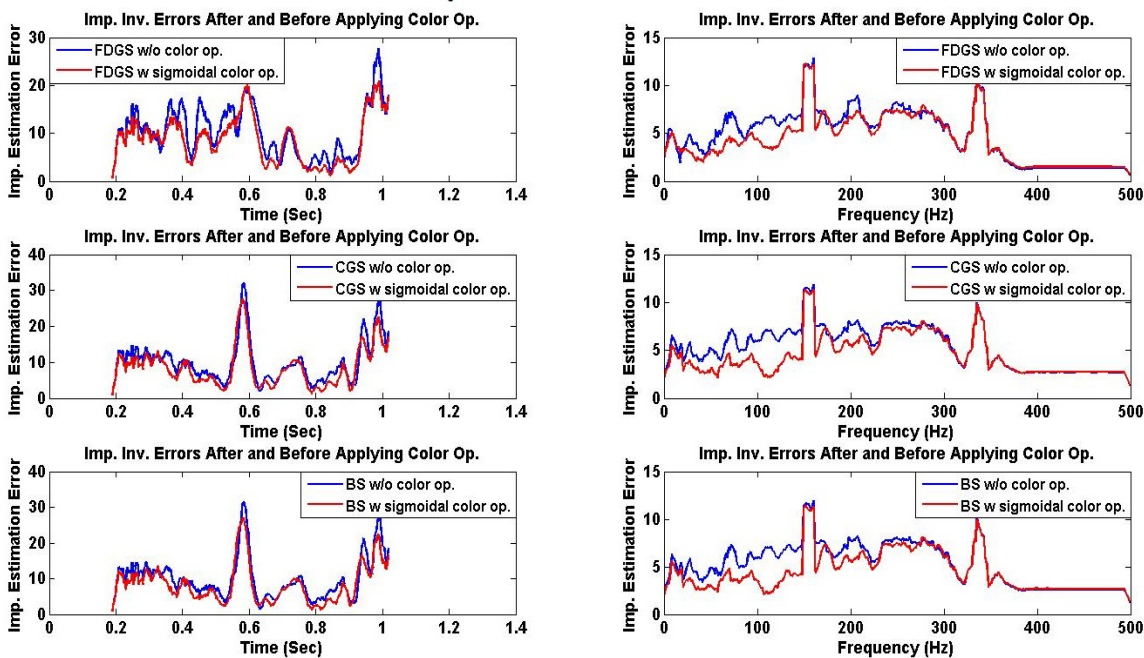 Imp. Inv. Errors After and Before Applying Color Op.
Imp. Estimation Error
30
20
10
0
FDGS w/o color op.
FDGS w sigmoidal color op.
0 0.2 0.4 0.6 0.8 1 1.2 1.4
Time (Sec)
Imp. Inv. Errors After and Before Applying Color Op.
Imp. Estimation Error
15
10
5
0
FDGS w/o color op.
FDGS w sigmoidal color op.
0 100 200 300 400 500
Frequency (Hz)
Imp. Inv. Errors After and Before Applying Color Op.
Imp. Estimation Error
40
30
20
10
0
CGS w/o color op.
CGS w sigmoidal color op.
0 0.2 0.4 0.6 0.8 1 1.2 1.4
Time (Sec)
Imp. Inv. Errors After and Before Applying Color Op.
Imp. Estimation Error
15
10
5
0
CGS w/o color op.
CGS w sigmoidal color op.
0 100 200 300 400 500
Frequency (Hz)
Imp. Inv. Errors After and Before Applying Color Op.
Imp. Estimation Error
40
30
20
10
0
BS w/o color op.
BS w sigmoidal color op.
0 0.2 0.4 0.6 0.8 1 1.2 1.4
Time (Sec)
Imp. Inv. Errors After and Before Applying Color Op.
Imp. Estimation Error
15
10
5
0
BS w/o color op.
BS w sigmoidal color op.
0 100 200 300 400 500
Frequency (Hz)